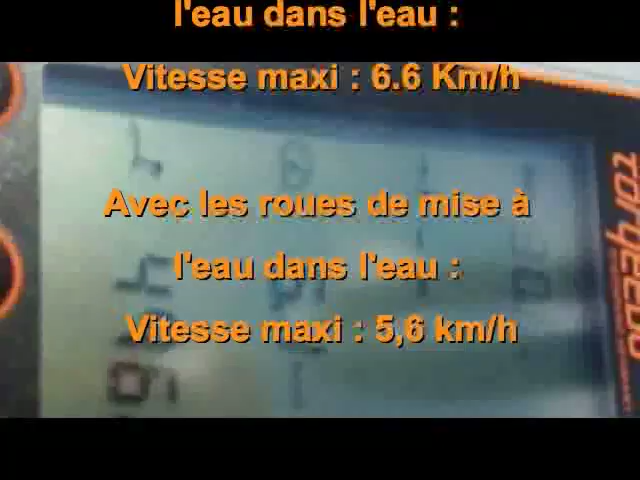 l'eau dans l'eau :
Vitesse maxi : 6.6 Km/h
Avec les roues de mise à
l'eau dans l'eau :
Vitesse maxi : 5,6 km/h
Torqeedo